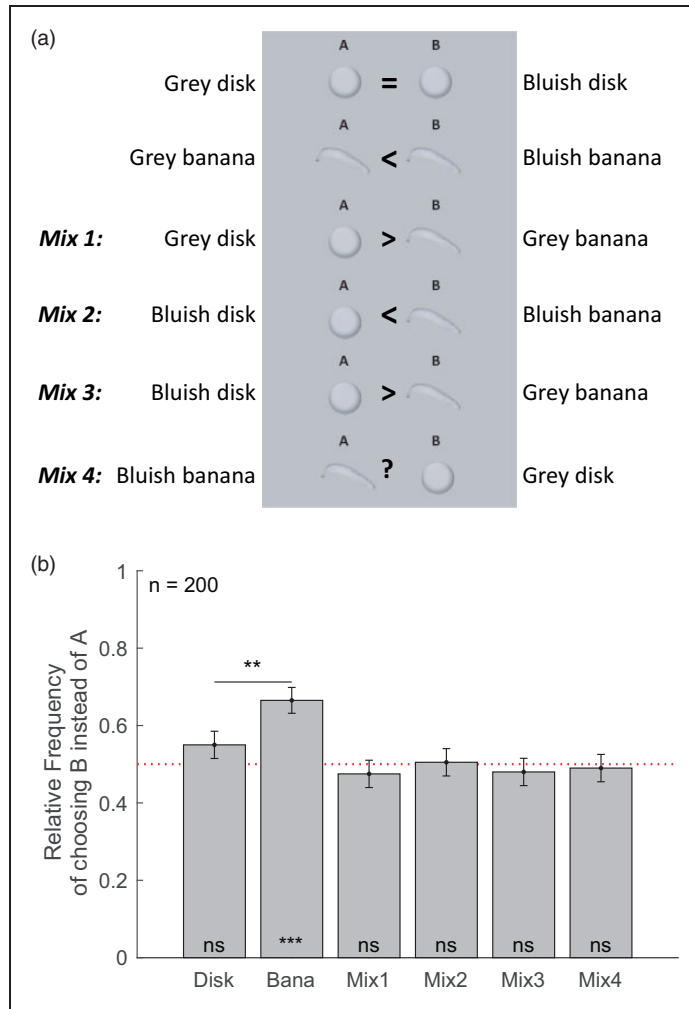 (a)
A B
Grey disk = Bluish disk
A B
Grey banana < Bluish banana
A B
Mix 1: Grey disk > Grey banana
A B
Mix 2: Bluish disk < Bluish banana
A B
Mix 3: Bluish disk > Grey banana
A B
Mix 4: Bluish banana ? Grey disk
(b)
1
n = 200
0.8
**
0.6
0.4
0.2
0
Relative Frequency
of choosing B instead of A
ns *** ns ns ns ns
Disk Bana Mix1 Mix2 Mix3 Mix4